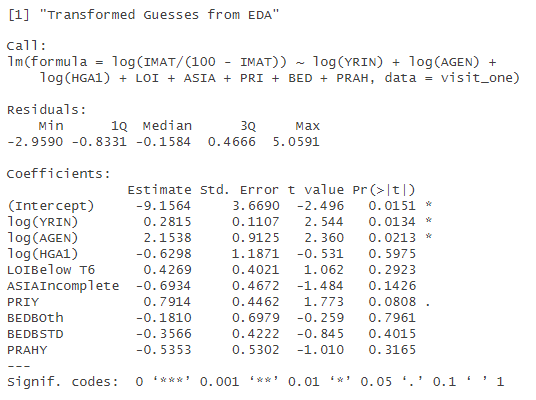 [1] "Transformed Guesses from EDA"
Call:
lm(formula = log(IMAT/(100 - IMAT)) ~ log(YRIN) + log(AGEN) +
    log(HGA1) + LOI + ASIA + PRI + BED + PRAH, data = visit_one)
Residuals:
    Min      1Q  Median      3Q     Max
-2.9590 -0.8331 -0.1584  0.4666  5.0591
Coefficients:
               Estimate Std. Error t value Pr(>|t|)
(Intercept)     -9.1564     3.6690  -2.496   0.0151 *
log(YRIN)        0.2815     0.1107   2.544   0.0134 *
log(AGEN)        2.1538     0.9125   2.360   0.0213 *
log(HGA1)       -0.6298     1.1871  -0.531   0.5975
LOIBelow T6      0.4269     0.4021   1.062   0.2923
ASIAIncomplete  -0.6934     0.4672  -1.484   0.1426
PRIY             0.7914     0.4462   1.773   0.0808 .
BEDBOth         -0.1810     0.6979  -0.259   0.7961
BEDBSTD         -0.3566     0.4222  -0.845   0.4015
PRAHY           -0.5353     0.5302  -1.010   0.3165
---
Signif. codes:  0 ‘***’ 0.001 ‘**’ 0.01 ‘*’ 0.05 ‘.’ 0.1 ‘ ’ 1